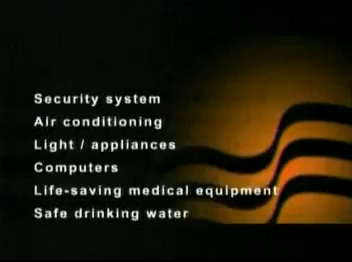 Security system
Air conditioning
Light / appliances
Computers
Life-saving medical equipment
Safe drinking water